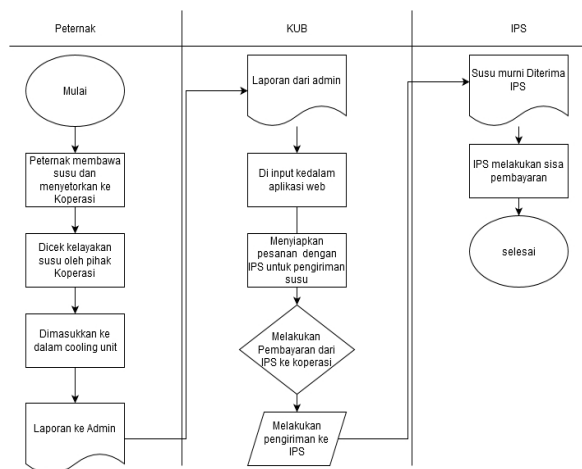 Peternak
KUB
IPS
Mulai
Peternak membawa
susu dan
menyetorkan ke
Koperasi
Dicek kelayakan
susu oleh pihak
Koperasi
Dimasukkan ke
dalam cooling unit
Laporan ke Admin
Laporan dari admin
Di input kedalam
aplikasi web
Menyiapkan
pesanan dengan
IPS untuk pengiriman
susu
Melakukan
Pembayaran dari
IPS ke koperasi
Melakukan
pengiriman ke
IPS
Susu murni Diterima
IPS
IPS melakukan sisa
pembayaran
selesai